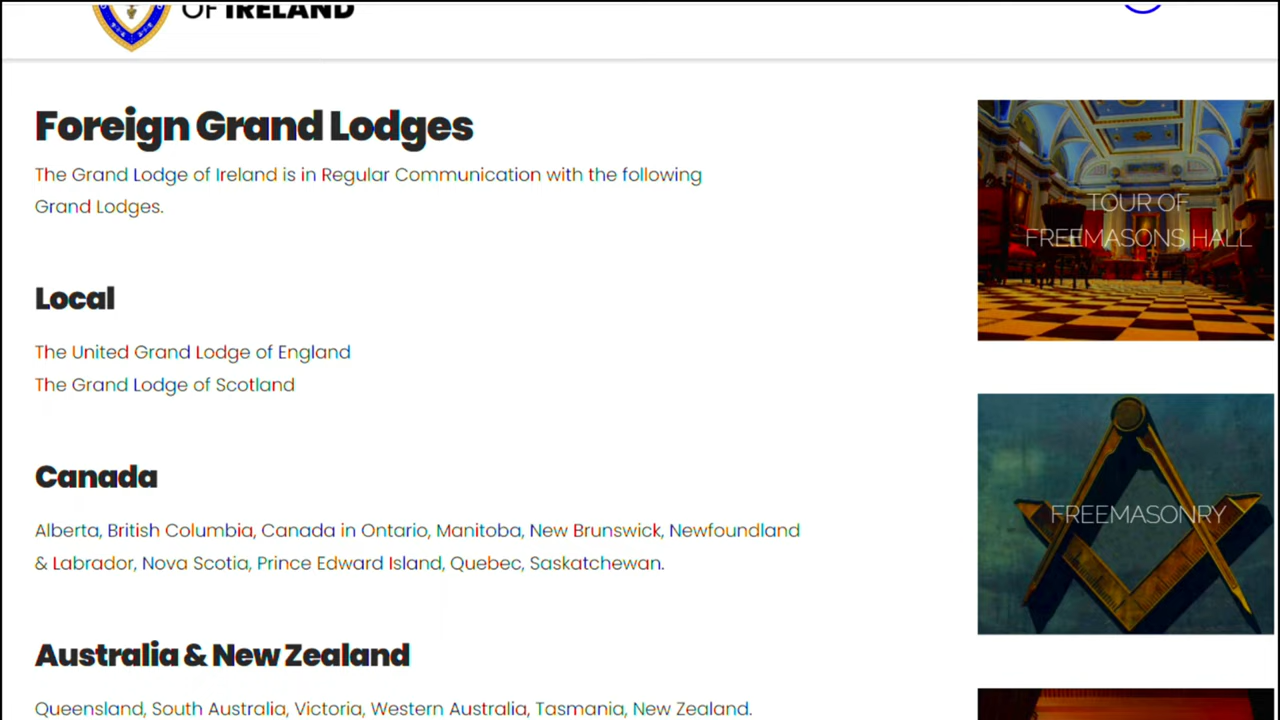 OF IRELAND
Foreign Grand Lodges
The Grand Lodge of Ireland is in Regular Communication with the following
Grand Lodges.
Local
The United Grand Lodge of England
The Grand Lodge of Scotland
Canada
Alberta, British Columbia, Canada in Ontario, Manitoba, New Brunswick, Newfoundland
& Labrador, Nova Scotia, Prince Edward Island, Quebec, Saskatchewan.
Australia & New Zealand
Queensland, South Australia, Victoria, Western Australia, Tasmania, New Zealand.
TOUR OF
FREEMASONS HALL
FREEMASONRY